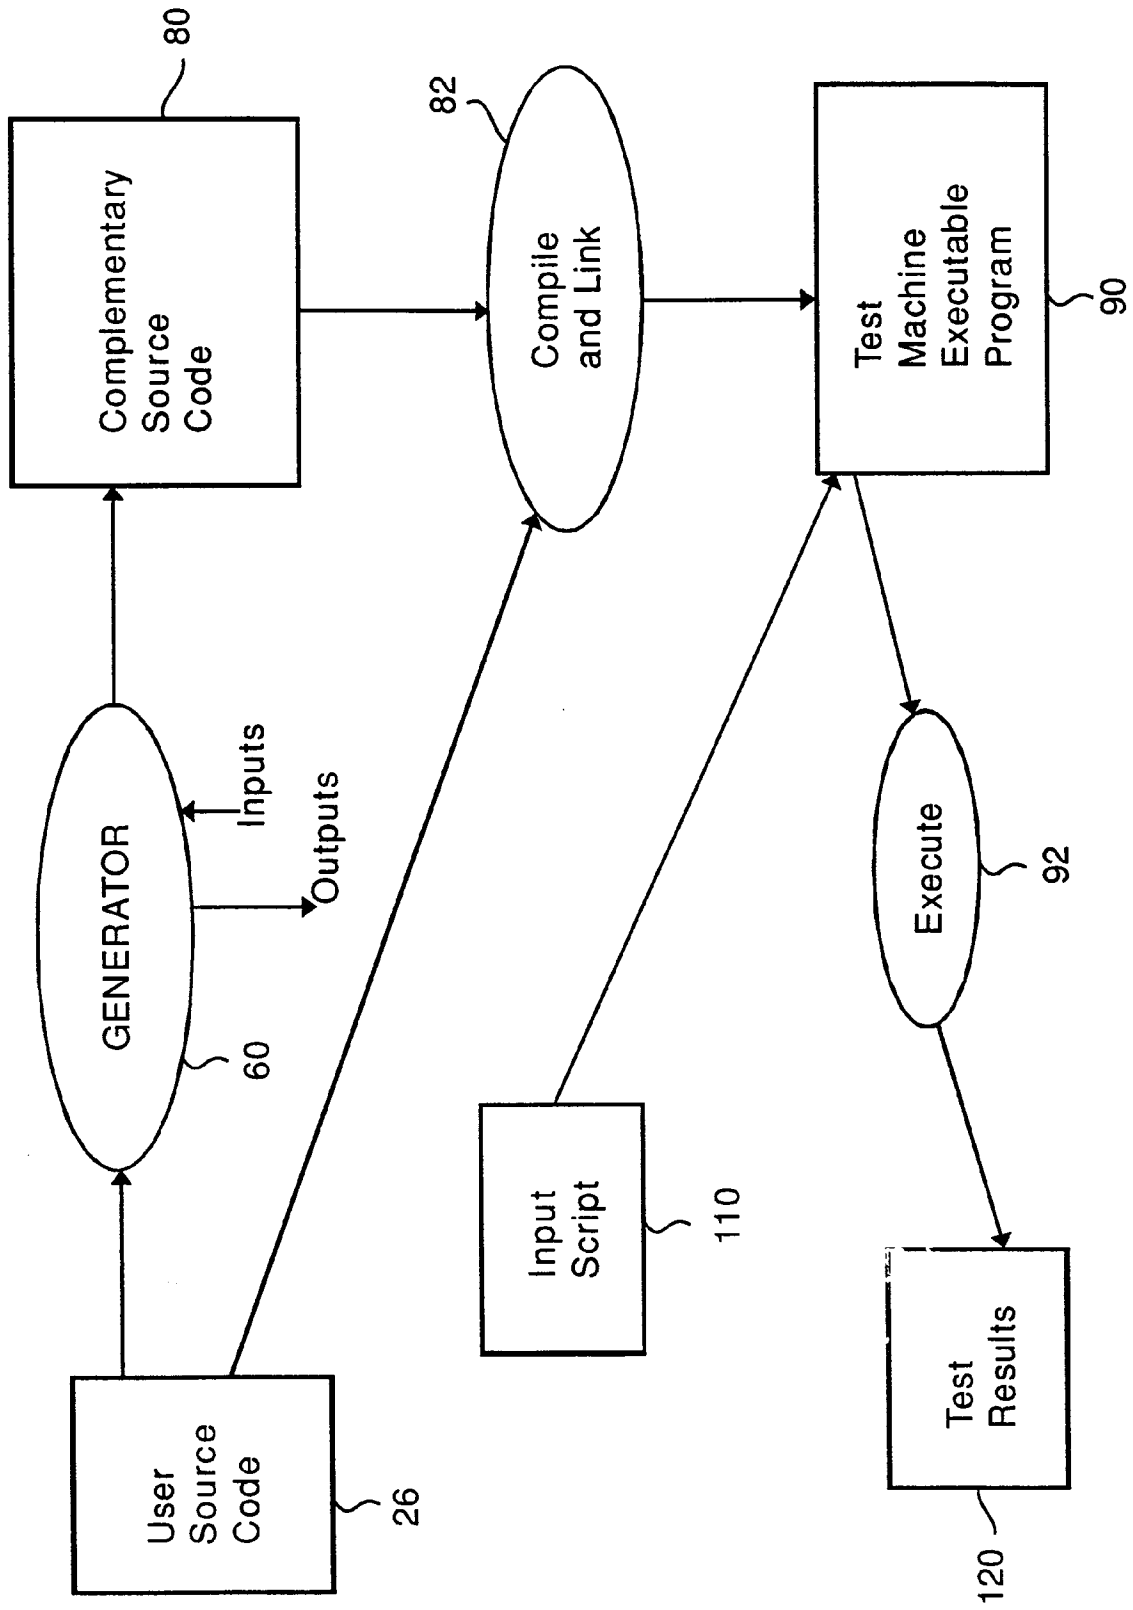 User
Source
Code
26
GENERATOR
60
Inputs
Outputs
Complementary
Source
Code
80
Input
Script
110
Compile
and Link
82
Test
Results
120
Execute
92
Test
Machine
Executable
Program
90